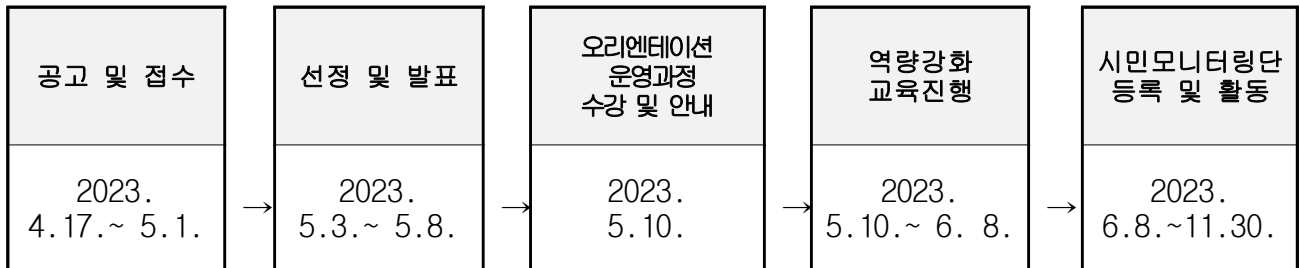 공고 및 접수
2023.
4.17.~ 5.1.
→
선정 및 발표
2023.
5.3.~ 5.8.
→
오리엔테이션
운영과정
수강 및 안내
2023.
5.10.
→
역량강화
교육진행
2023.
5.10.~ 6. 8.
→
시민모니터링단
등록 및 활동
2023.
6.8.~11.30.